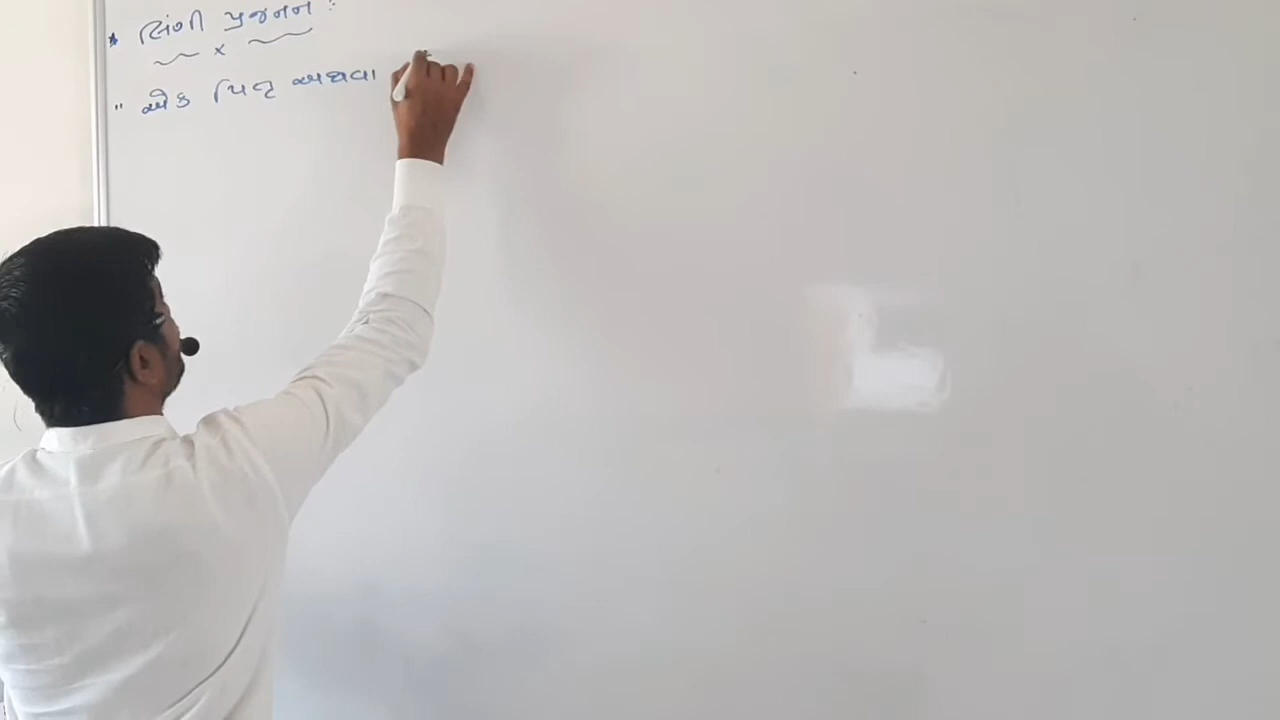 * લિંગી પ્રજનન :
" એક પિતૃ અથવા